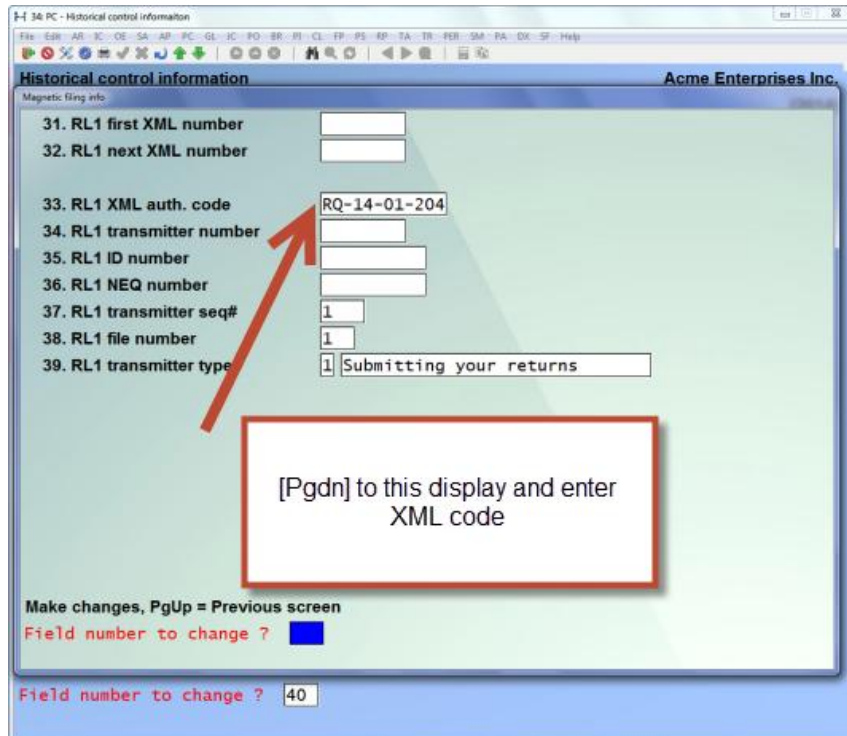 34: PC - Historical control informaiton
File Edit AR IC OE SA AP PC GL JC PO BR PI CL FP PS RP TA TR PER SM PA DX SF Help
Historical control information Acme Enterprises Inc.
Magnetic filing info
31. RL1 first XML number
32. RL1 next XML number
33. RL1 XML auth. code RQ-14-01-204
34. RL1 transmitter number
35. RL1 ID number
36. RL1 NEQ number
37. RL1 transmitter seq# 1
38. RL1 file number 1
39. RL1 transmitter type 1 Submitting your returns
[Pgdn] to this display and enter
XML code
Make changes, PgUp = Previous screen
Field number to change ?
Field number to change ? 40